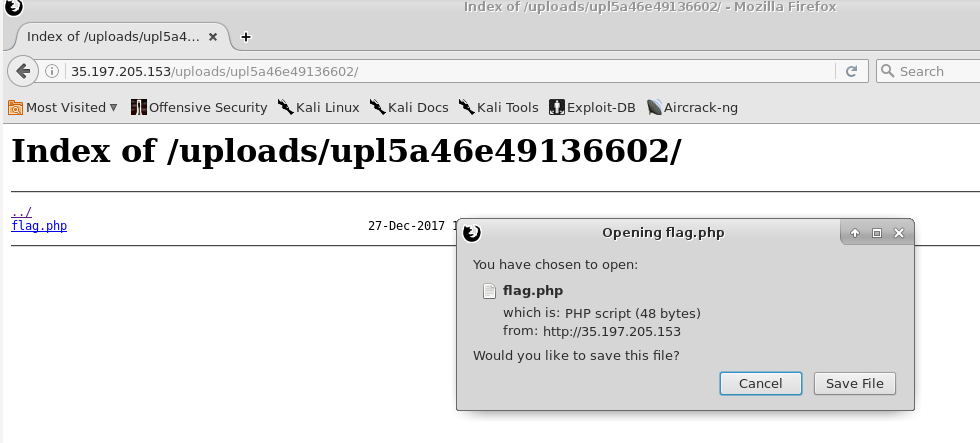 Index of /uploads/upl5a46e49136602/ - Mozilla Firefox
Index of /uploads/upl5a4... × +
35.197.205.153/uploads/upl5a46e49136602/ Search
Most Visited Offensive Security Kali Linux Kali Docs Kali Tools Exploit-DB Aircrack-ng
Index of /uploads/upl5a46e49136602/
../
flag.php 27-Dec-2017
Opening flag.php
You have chosen to open:
flag.php
which is: PHP script (48 bytes)
from: http://35.197.205.153
Would you like to save this file?
Cancel Save File